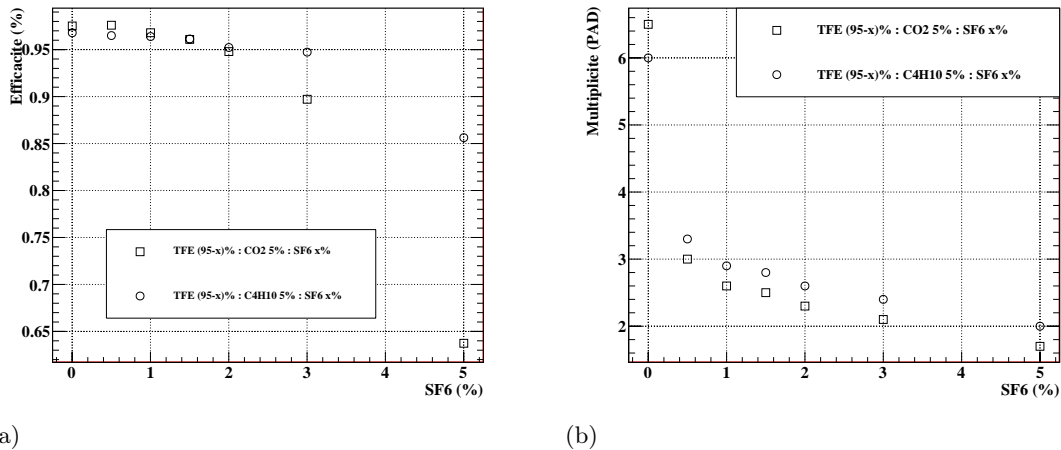 Efficacite (%)
0.95
0.9
0.85
0.8
0.75
0.7
0.65
TFE (95-x)% : CO2 5% : SF6 x%
TFE (95-x)% : C4H10 5% : SF6 x%
0 1 2 3 4 5
SF6 (%)
a)
Multiplicite (PAD)
6
5
4
3
2
TFE (95-x)% : CO2 5% : SF6 x%
TFE (95-x)% : C4H10 5% : SF6 x%
0 1 2 3 4 5
SF6 (%)
(b)